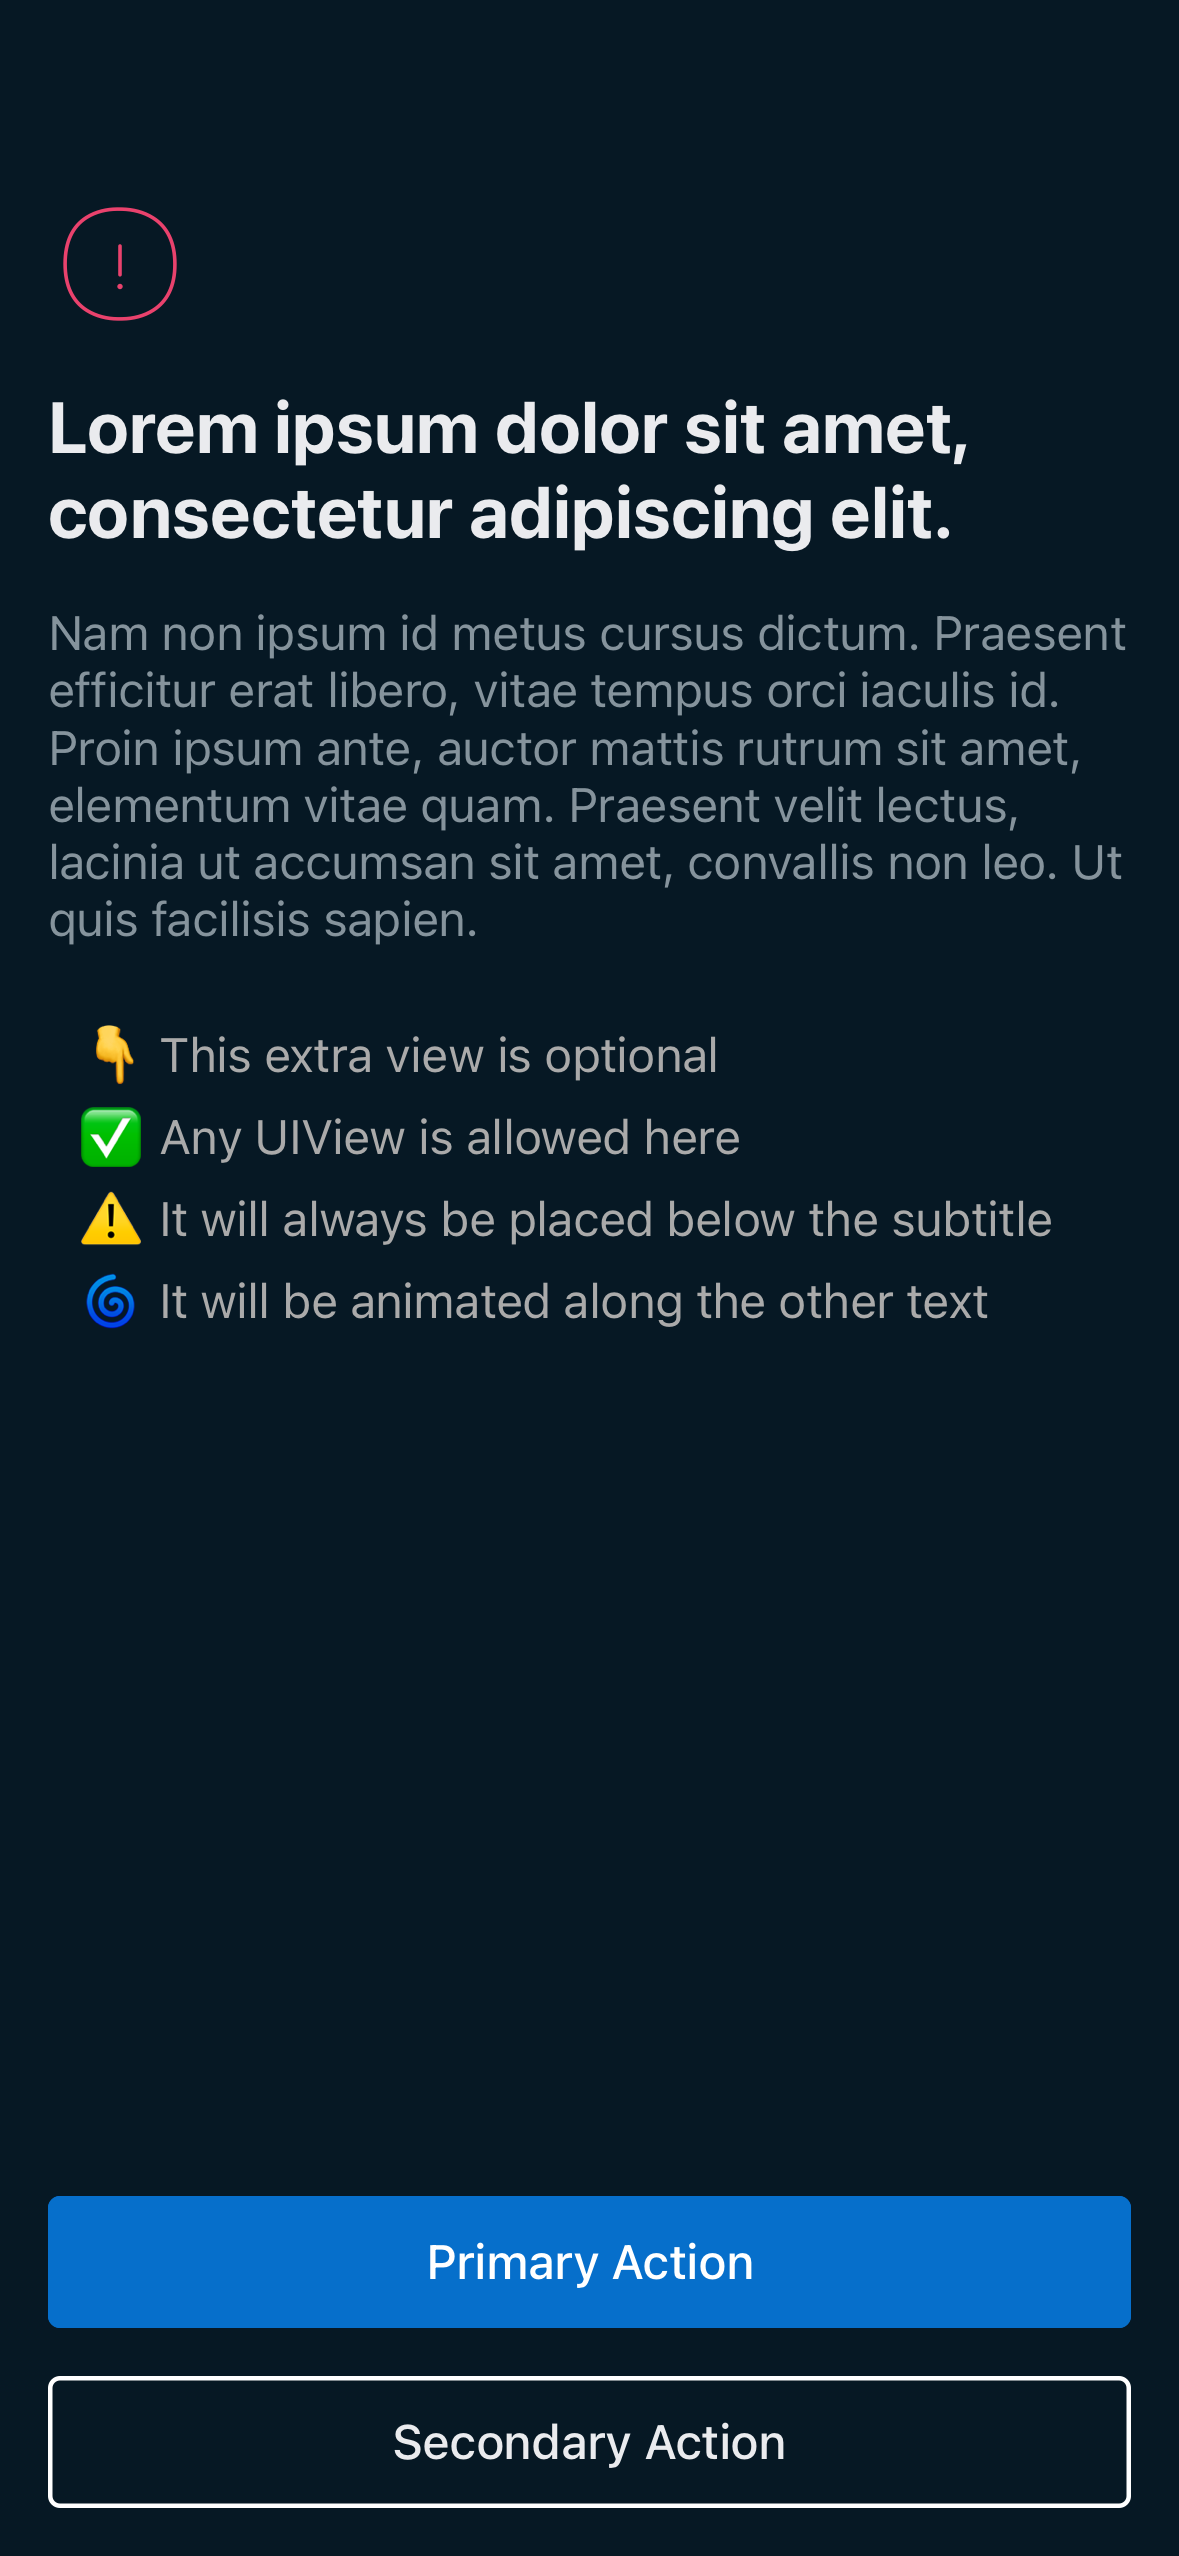 Lorem ipsum dolor sit amet,
consectetur adipiscing elit.
Nam non ipsum id metus cursus dictum. Praesent
efficitur erat libero, vitae tempus orci iaculis id.
Proin ipsum ante, auctor mattis rutrum sit amet,
elementum vitae quam. Praesent velit lectus,
lacinia ut accumsan sit amet, convallis non leo. Ut
quis facilisis sapien.
👇 This extra view is optional
✅ Any UIView is allowed here
⚠️ It will always be placed below the subtitle
🌀 It will be animated along the other text
Primary Action
Secondary Action